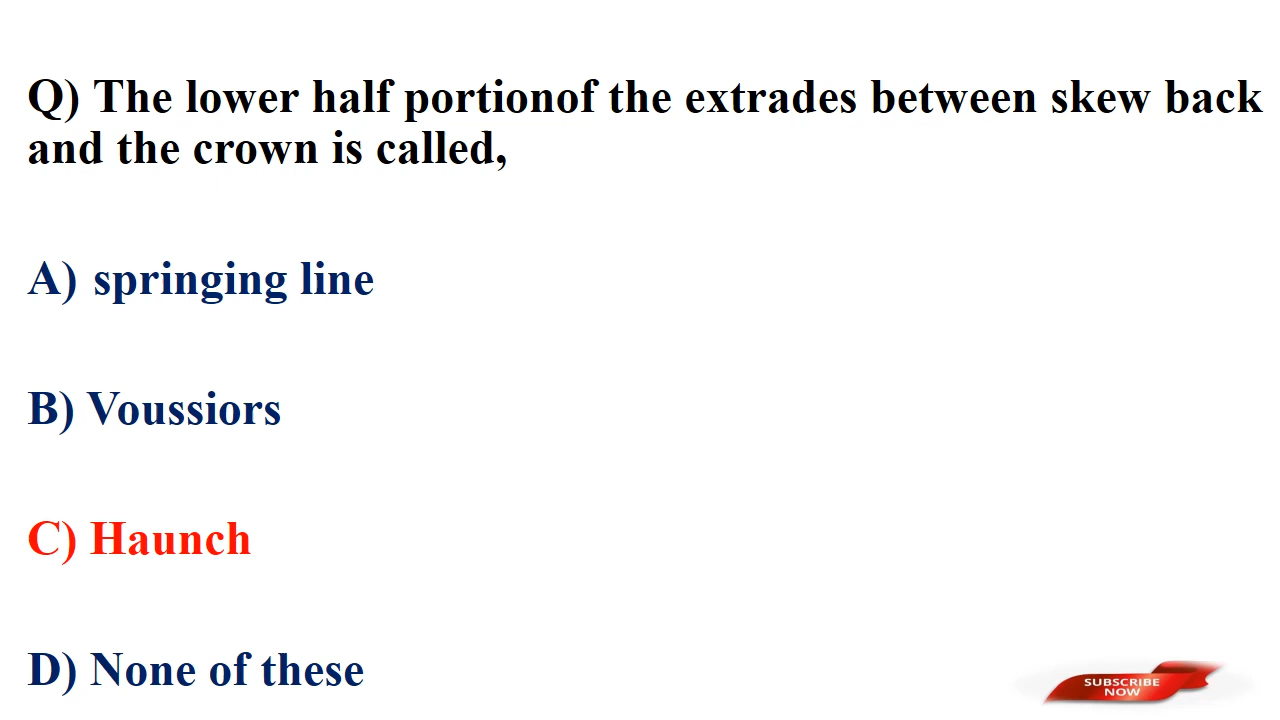 Q) The lower half portionof the extrades between skew back
and the crown is called,
A) springing line
B) Voussiors
C) Haunch
D) None of these
SUBSCRIBE
NOW